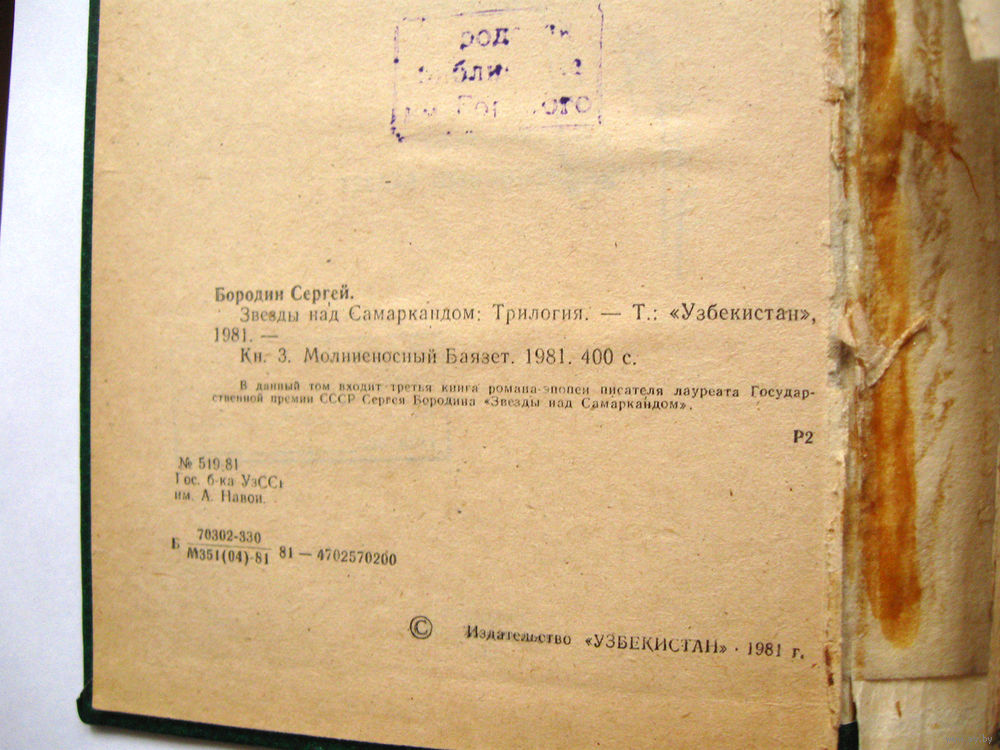 Бородин Сергей.
Звезды над Самаркандом: Трилогия. — Т.: «Узбекистан»,
1981. —
Кн. 3. Молниеносный Баязет. 1981. 400 с.
В данный том входит третья книга романа-эпопеи писателя лауреата Государ-
ственной премии СССР Сергея Бородина «Звезды над Самаркандом».
Р2
№ 519 81
Гос. б-ка УзССР
им. А. Навои.
Б 70302-330
М351(04)-81 81 — 4702570200
© Издательство «УЗБЕКИСТАН» · 1981 г.